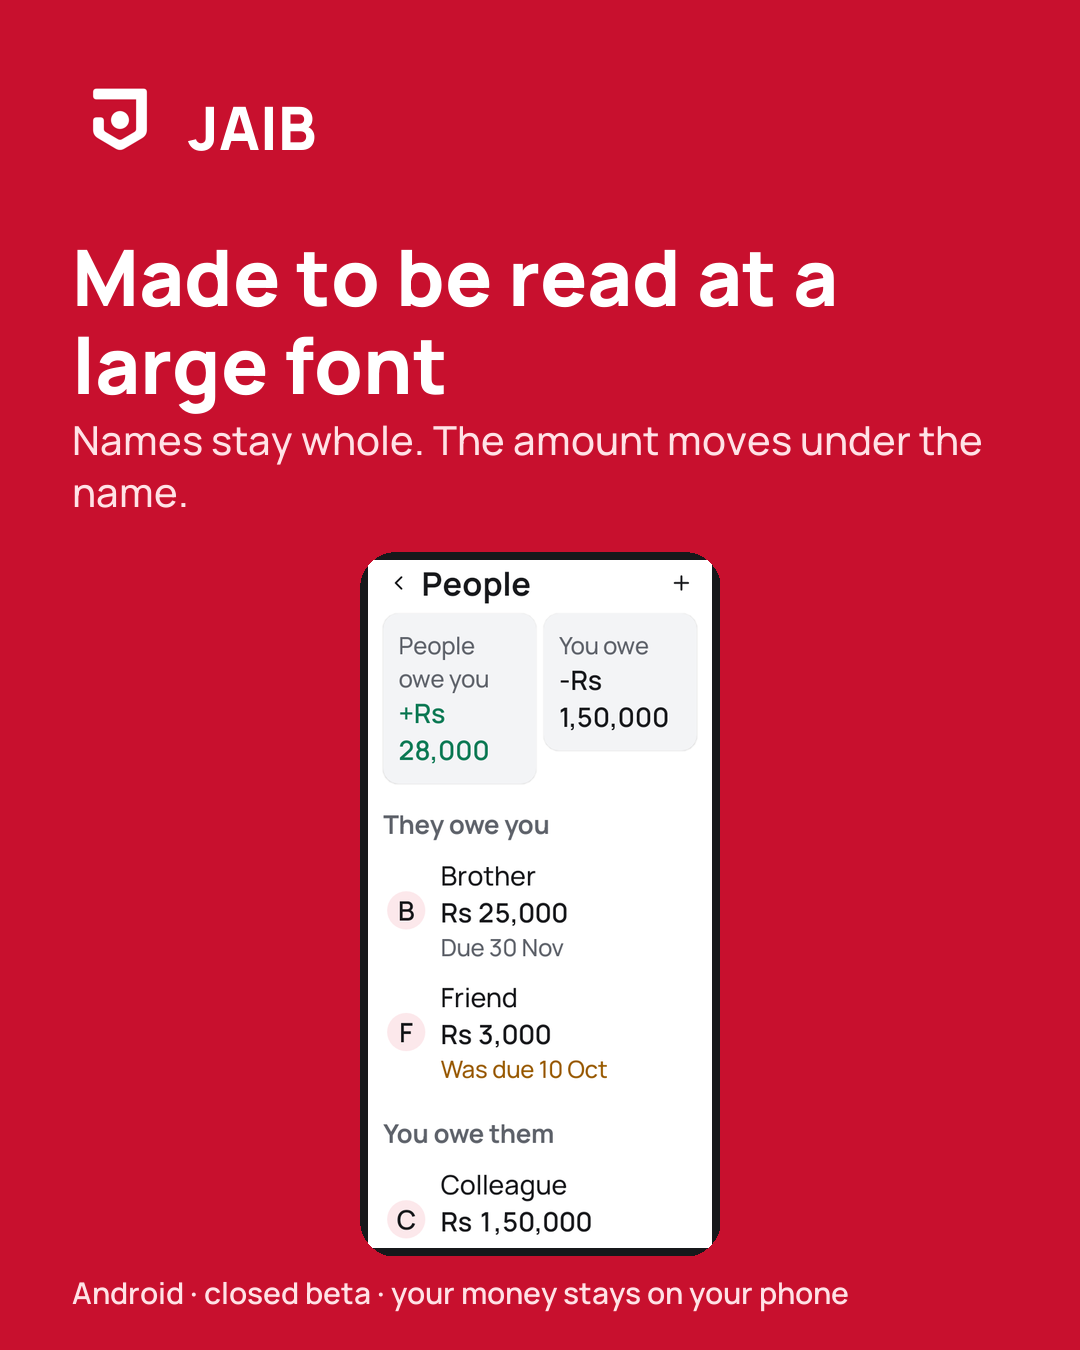 JAIB
Made to be read at a
large font
Names stay whole. The amount moves under the
name.
People
People
owe you
+Rs
28,000
You owe
-Rs
1,50,000
They owe you
B
Brother
Rs 25,000
Due 30 Nov
F
Friend
Rs 3,000
Was due 10 Oct
You owe them
C
Colleague
Rs 1,50,000
Android · closed beta · your money stays on your phone